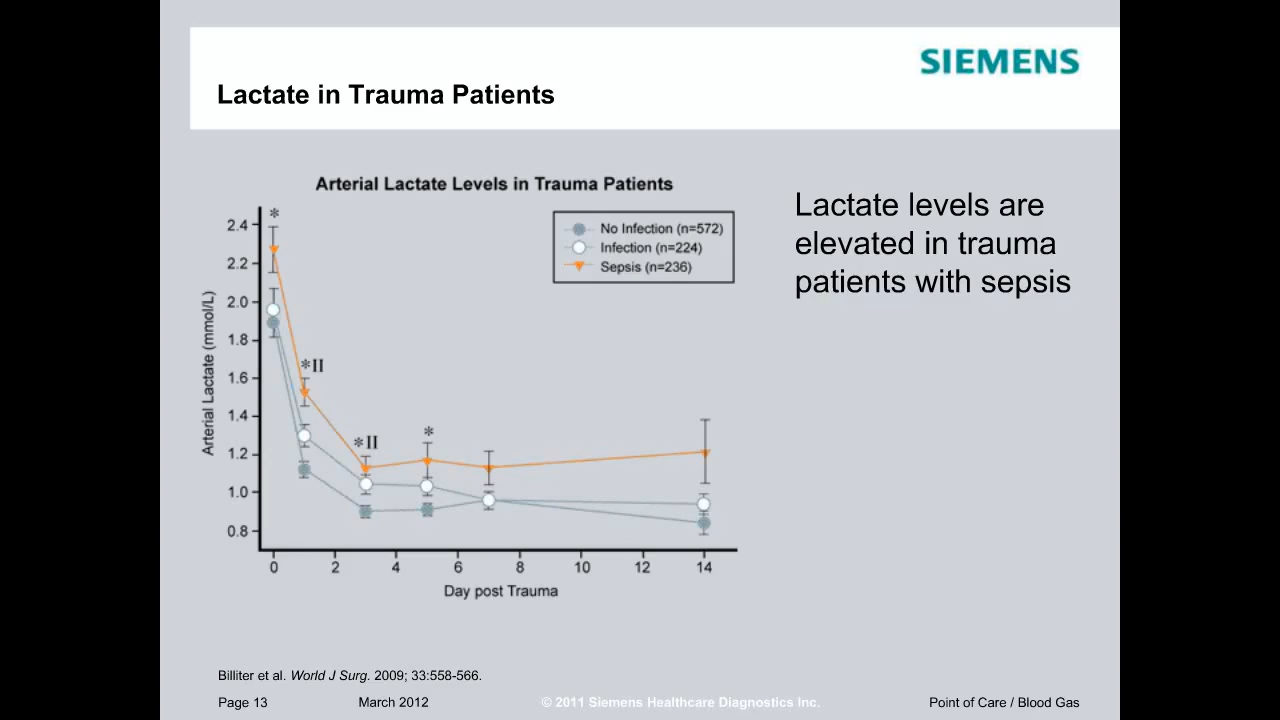 SIEMENS
Lactate in Trauma Patients
Arterial Lactate Levels in Trauma Patients
No Infection (n=572)
Infection (n=224)
Sepsis (n=236)
Lactate levels are
elevated in trauma
patients with sepsis
Arterial Lactate (mmol/L)
2.4
2.2
2.0
1.8
1.6
1.4
1.2
1.0
0.8
*
*II
*II
*
0 2 4 6 8 10 12 14
Day post Trauma
Billiter et al. World J Surg. 2009; 33:558-566.
Page 13 March 2012 © 2011 Siemens Healthcare Diagnostics Inc. Point of Care / Blood Gas